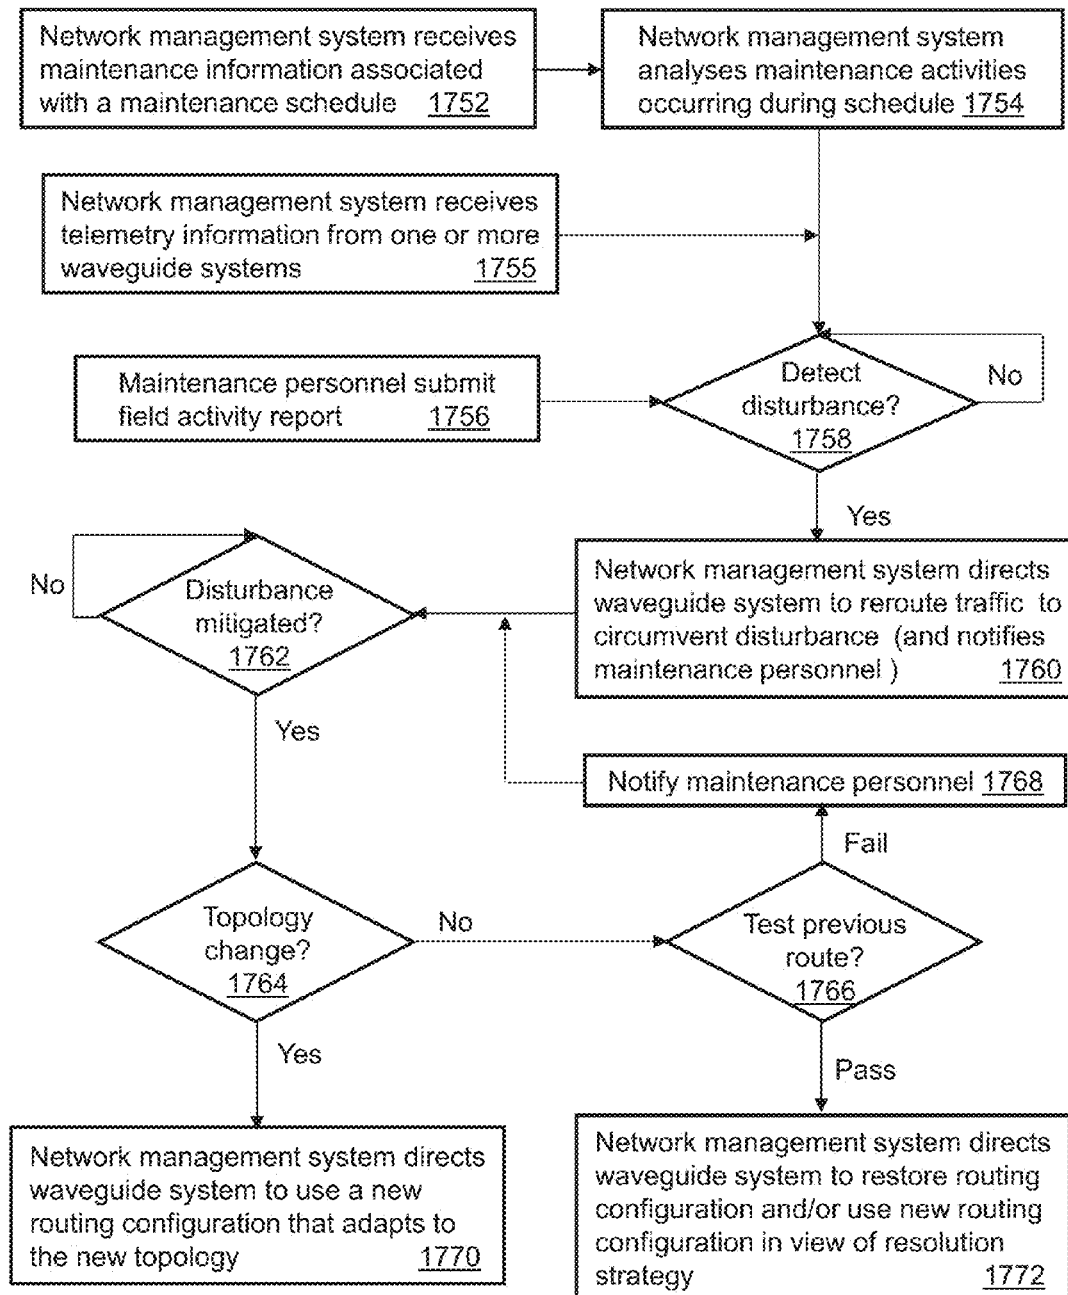 Network management system receives
maintenance information associated
with a maintenance schedule 1752
Network management system
analyses maintenance activities
occurring during schedule 1754
Network management system receives
telemetry information from one or more
waveguide systems 1755
Maintenance personnel submit
field activity report 1756
Detect
disturbance?
1758
No
Yes
Network management system directs
waveguide system to reroute traffic to
circumvent disturbance (and notifies
maintenance personnel ) 1760
Disturbance
mitigated?
1762
No
Yes
Notify maintenance personnel 1768
Fail
Topology
change?
1764
No
Test previous
route?
1766
Yes
Pass
Network management system directs
waveguide system to use a new
routing configuration that adapts to
the new topology 1770
Network management system directs
waveguide system to restore routing
configuration and/or use new routing
configuration in view of resolution
strategy 1772